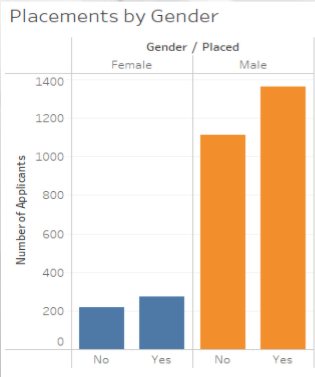 Placements by Gender
Gender / Placed
Female Male
1400
1200
1000
800
600
400
200
0
Number of Applicants
No Yes No Yes